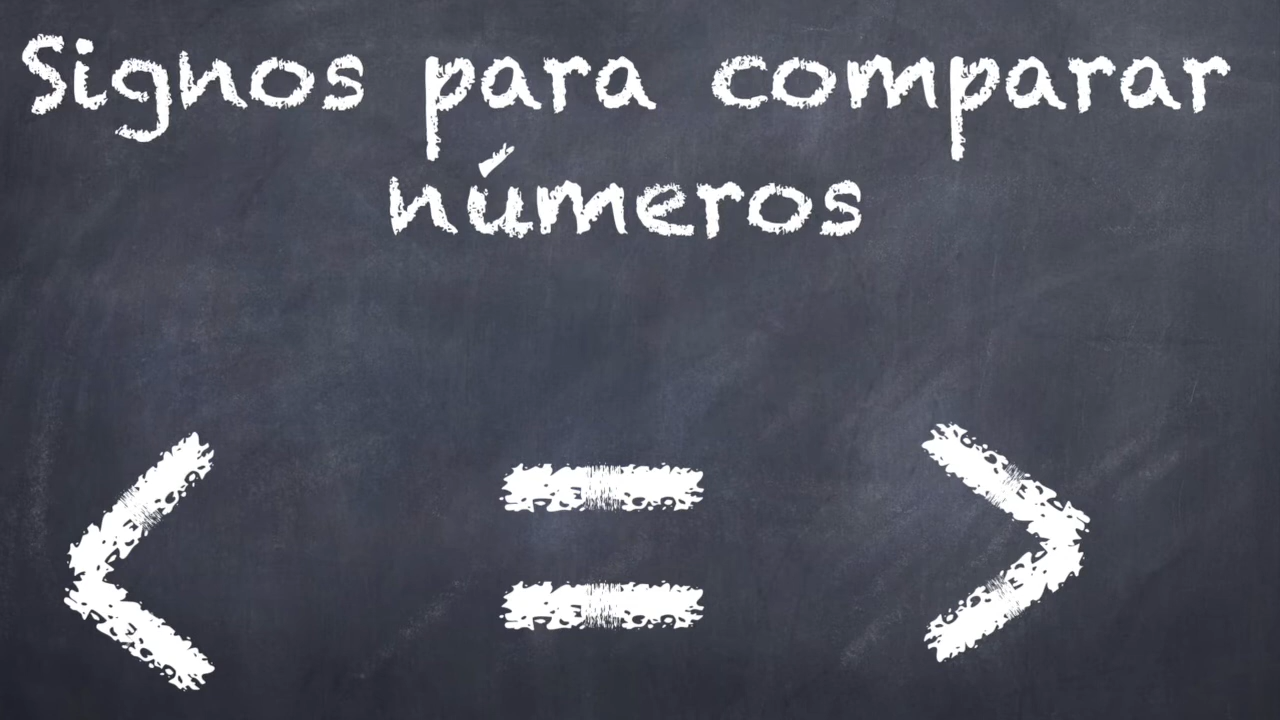 Signos para comparar
números
< = >